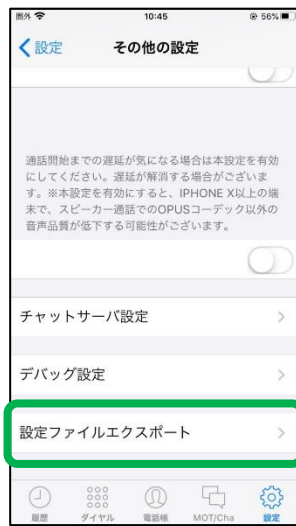 圏外 10:45 56%
設定 その他の設定
通話開始までの遅延が気になる場合は本設定を有効
にしてください。遅延が解消する場合がございま
す。※本設定を有効にすると、IPHONE X以上の端
末で、スピーカー通話でのOPUSコーデック以外の
音声品質が低下する可能性がございます。
チャットサーバ設定
デバッグ設定
設定ファイルエクスポート
履歴 ダイヤル 電話帳 MOT/Cha 設定